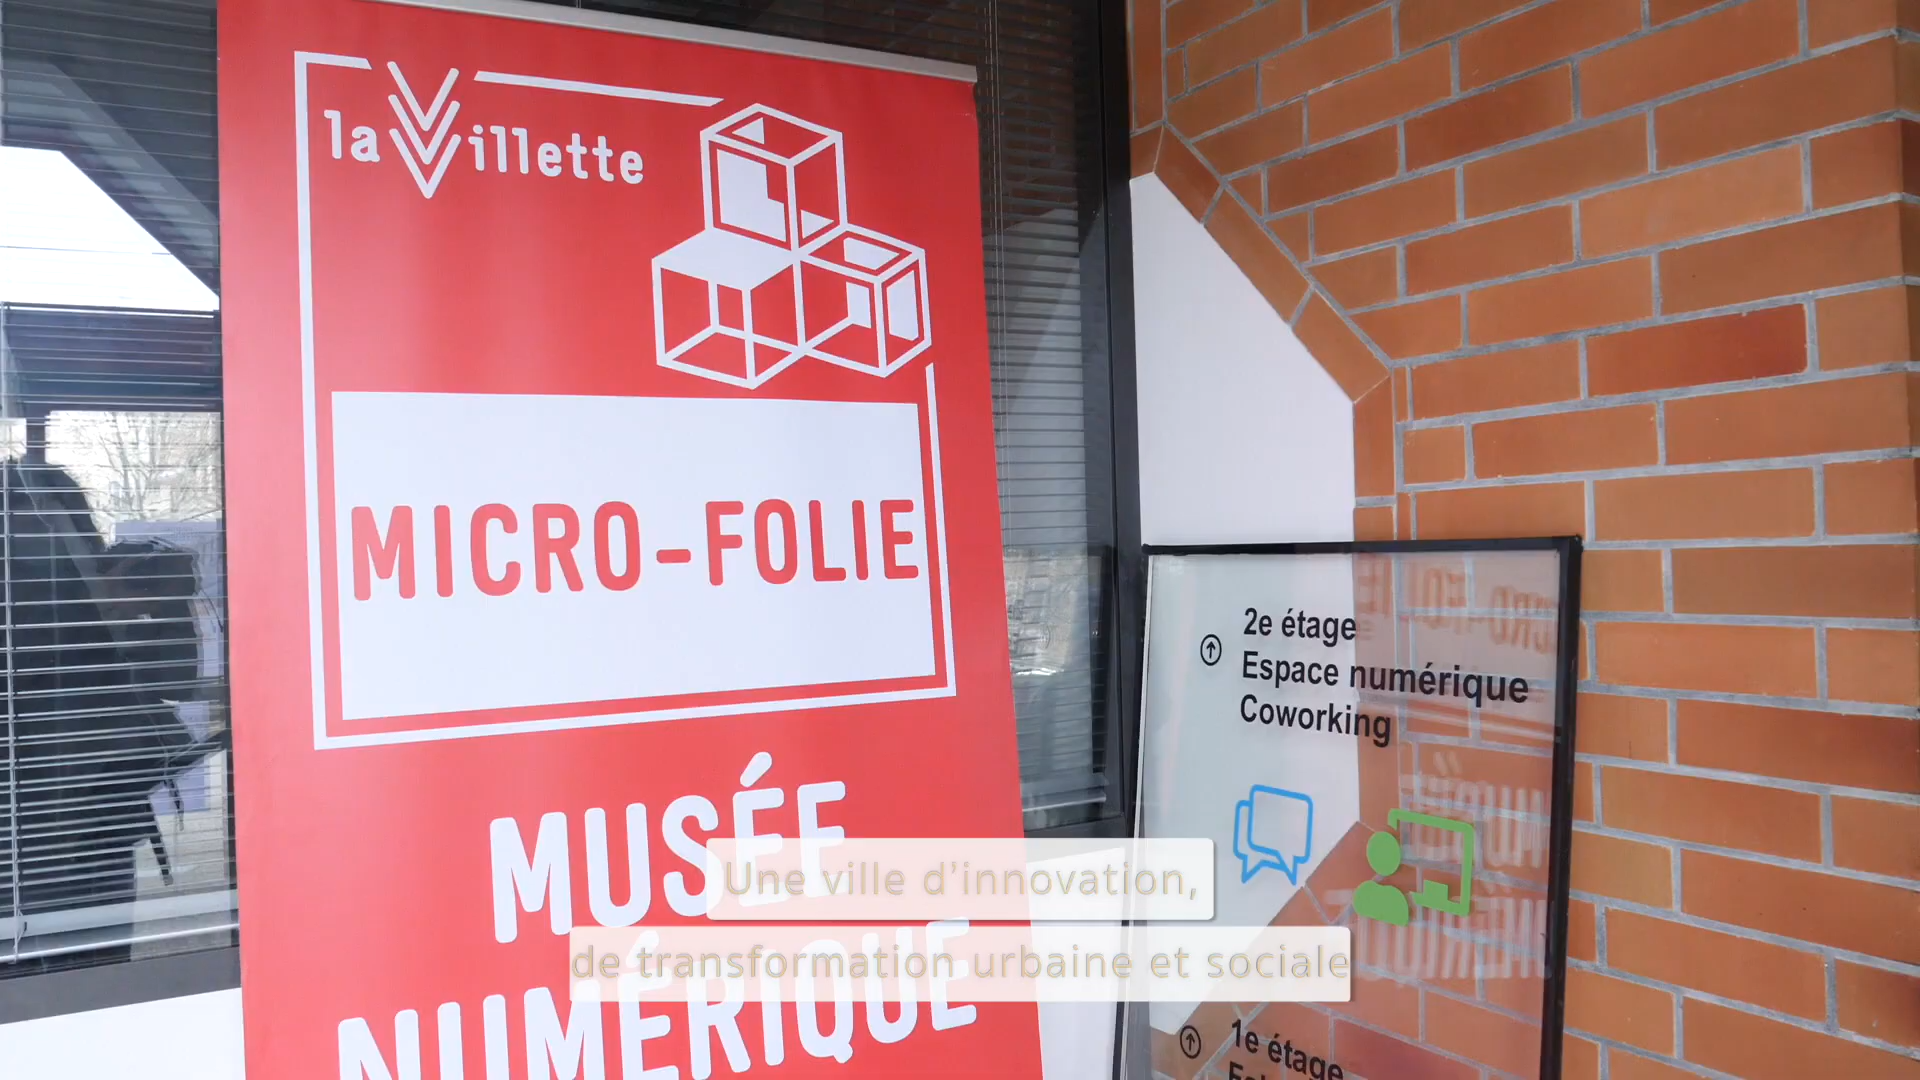 la Villette
MICRO-FOLIE
MUSÉE
NUMÉRIQUE
2e étage
Espace numérique
Coworking
1e étage
Une ville d'innovation,
de transformation urbaine et sociale